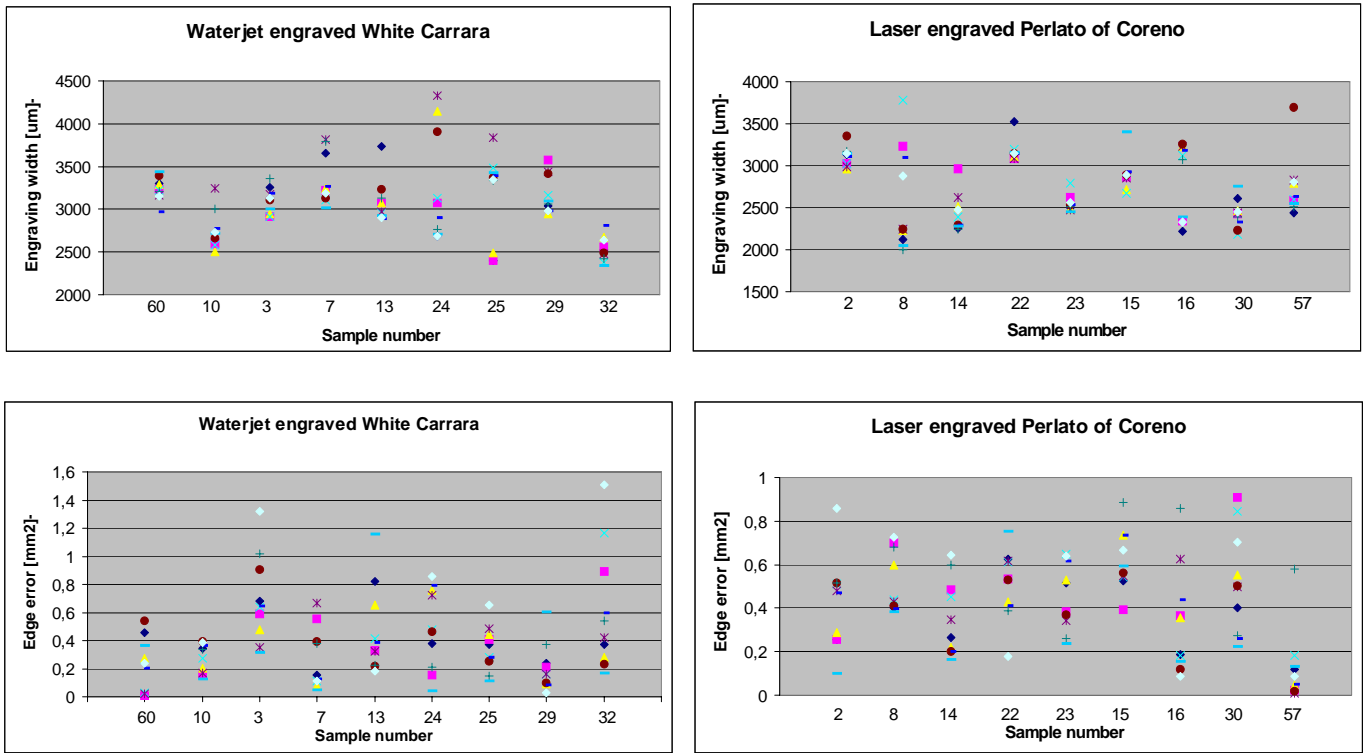 Waterjet engraved White Carrara
Engraving width [um]-
4500
4000
3500
3000
2500
2000
60 10 3 7 13 24 25 29 32
Sample number
Laser engraved Perlato of Coreno
Engraving width [um]-
4000
3500
3000
2500
2000
1500
2 8 14 22 23 15 16 30 57
Sample number
Waterjet engraved White Carrara
Edge error [mm2]-
1,6
1,4
1,2
1
0,8
0,6
0,4
0,2
0
60 10 3 7 13 24 25 29 32
Sample number
Laser engraved Perlato of Coreno
Edge error [mm2]
1
0,8
0,6
0,4
0,2
0
2 8 14 22 23 15 16 30 57
Sample number